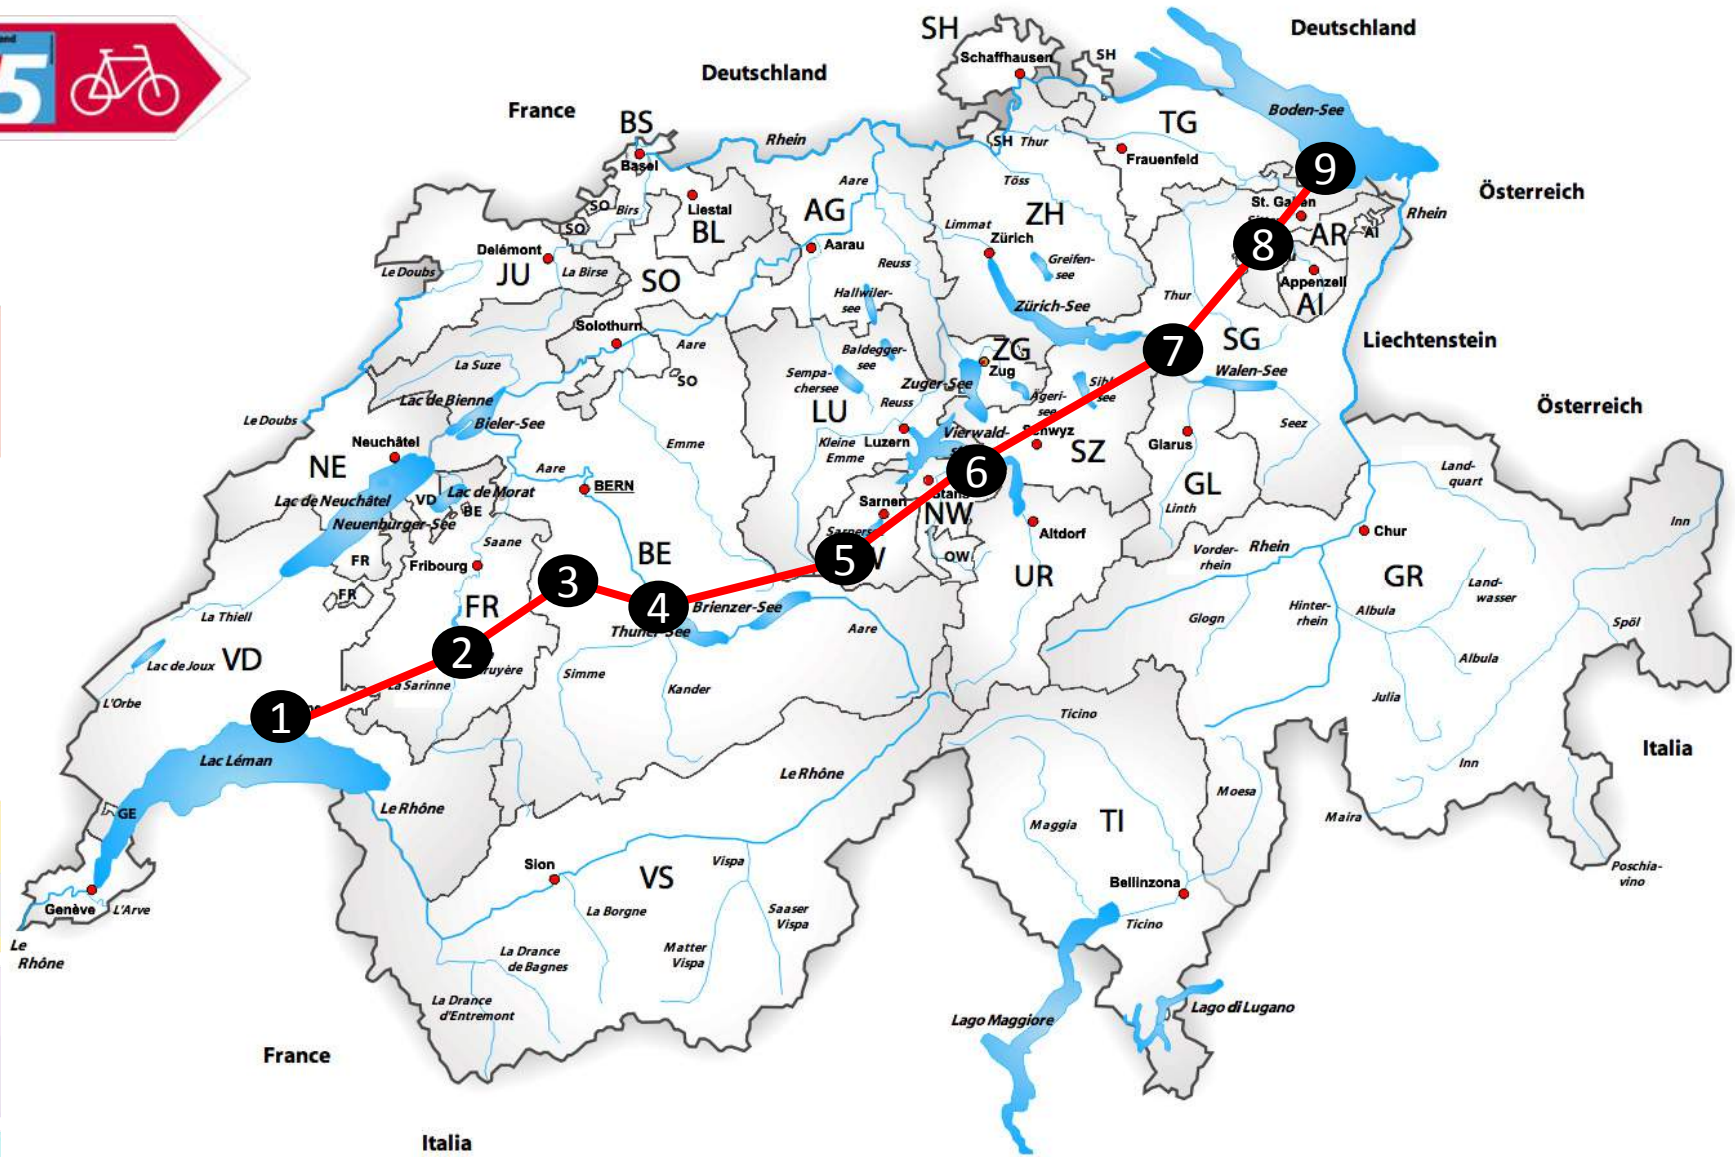 5
SH
Deutschland
Schaffhausen
SH
Deutschland
France
BS
Rhein
Boden-See
TG
SH Thur
Basel
Frauenfeld
9
Aare
Töss
SO
Birs
Liestal
AG
ZH
St. Gallen
Österreich
Rhein
SO
BL
Limmat
Zürich
AR
AI
Delémont
Aarau
8
Le Doubs
JU
La Birse
SO
Reuss
Greifen-
see
Appenzell
AI
Hallwiler-
see
Zürich-See
Thur
Solothurn
Aare
Baldegger-
see
ZG
Zug
7
SG
Liechtenstein
La Suze
SO
Sempa-
chersee
Zuger-See
Walen-See
Lac de Bienne
Reuss
Ägeri-
see
Sihl-
see
Österreich
Le Doubs
Bieler-See
LU
Neuchâtel
Emme
Kleine
Emme
Luzern
Vierwald-
Schwyz
SZ
Glarus
Seez
NE
Aare
BERN
6
Land-
quart
Lac de Neuchâtel
VD
Lac de Morat
BE
Stans
GL
Neuenburger-See
Sarnen
NW
Linth
Inn
Saane
Altdorf
Chur
FR
Fribourg
BE
5
OW
Vorder-
rhein
Rhein
3
UR
GR
FR
FR
4
Brienzer-See
Land-
wasser
La Thiell
Thuner-See
Aare
Glogn
Hinter-
rhein
Albula
Spöl
Lac de Joux
VD
2
Simme
Albula
La Sarinne
Kander
L'Orbe
1
Julia
Ticino
Lac Léman
Italia
Le Rhône
Le Rhône
Inn
GE
Moesa
Maggia
TI
Maira
Sion
VS
Vispa
Poschia-
vino
Genève
L'Arve
La Borgne
Saaser
Vispa
Bellinzona
Ticino
Le
Rhône
La Drance
de Bagnes
Matter
Vispa
La Drance
d'Entremont
Lago Maggiore
Lago di Lugano
France
Italia